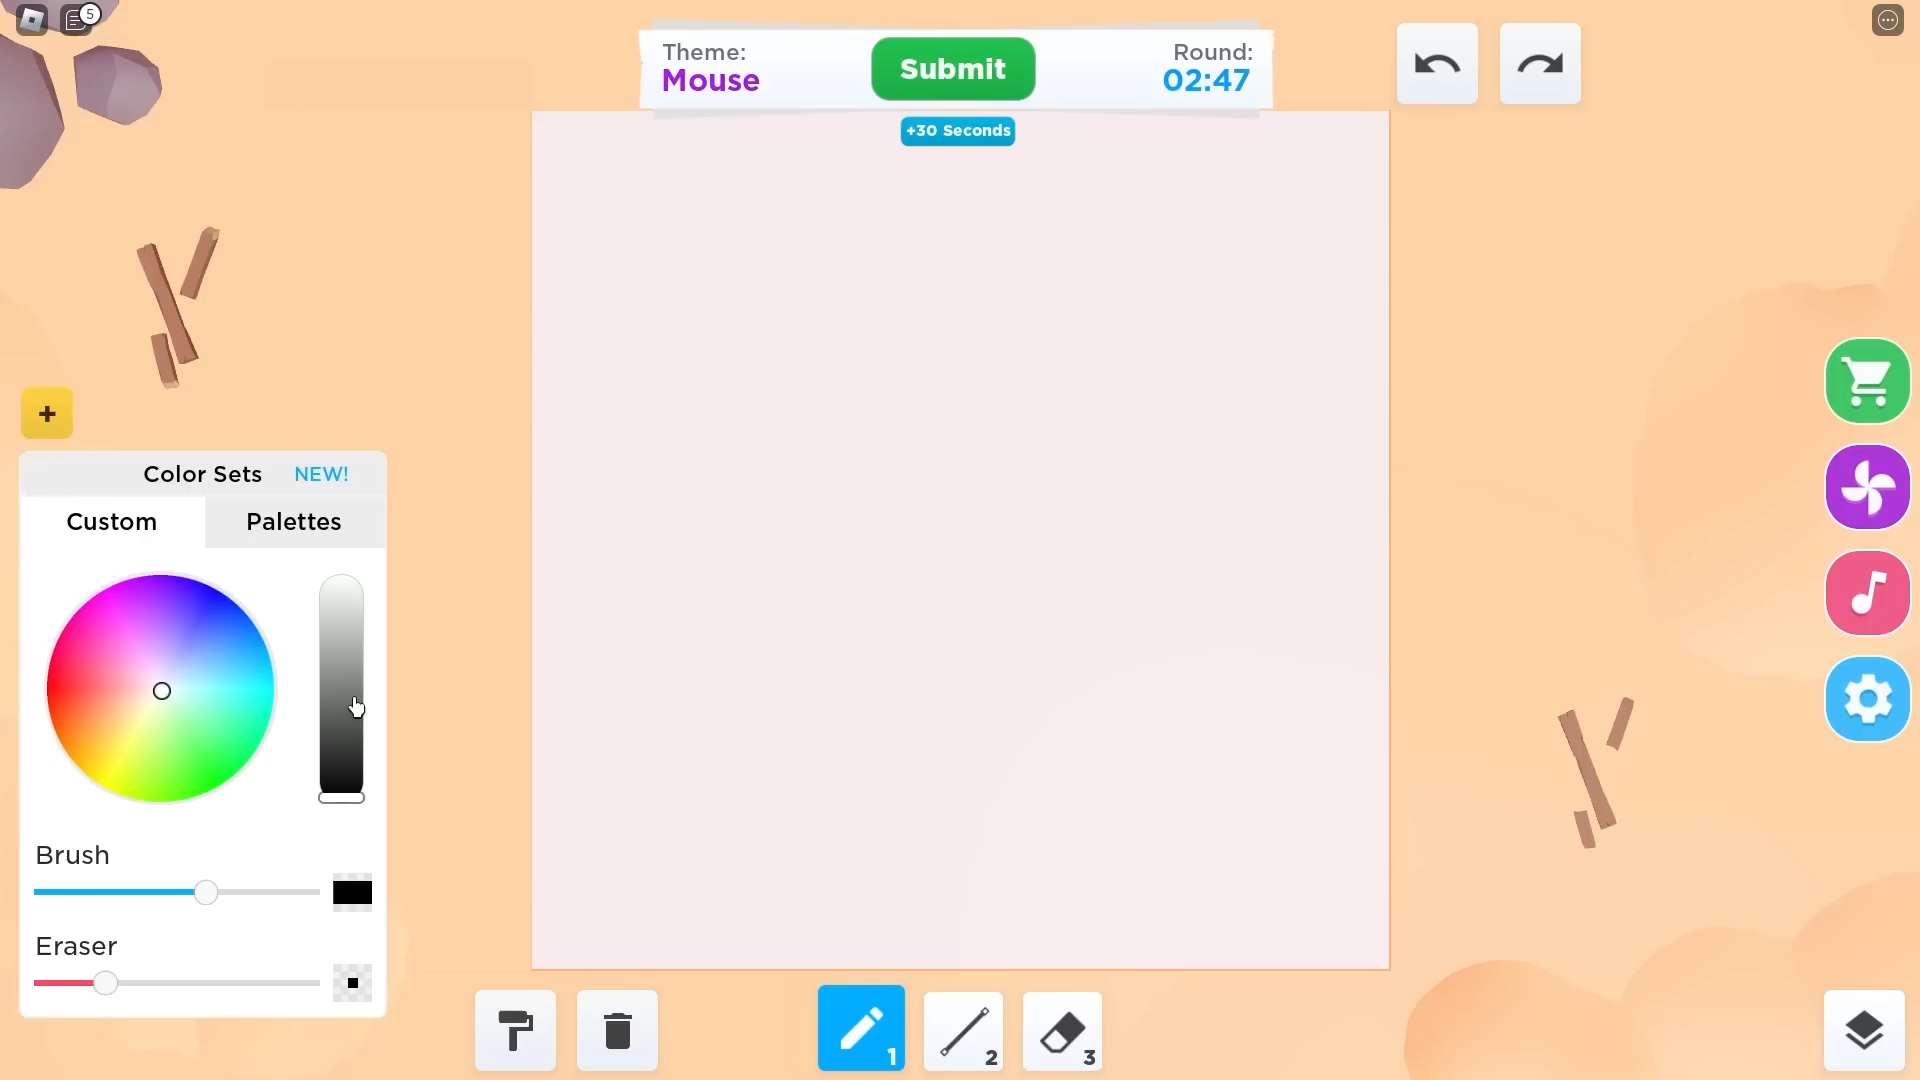 5
Theme:
Mouse
Submit
Round:
02:47
+30 Seconds
+
Color Sets NEW!
Custom Palettes
Brush
Eraser
1 2 3